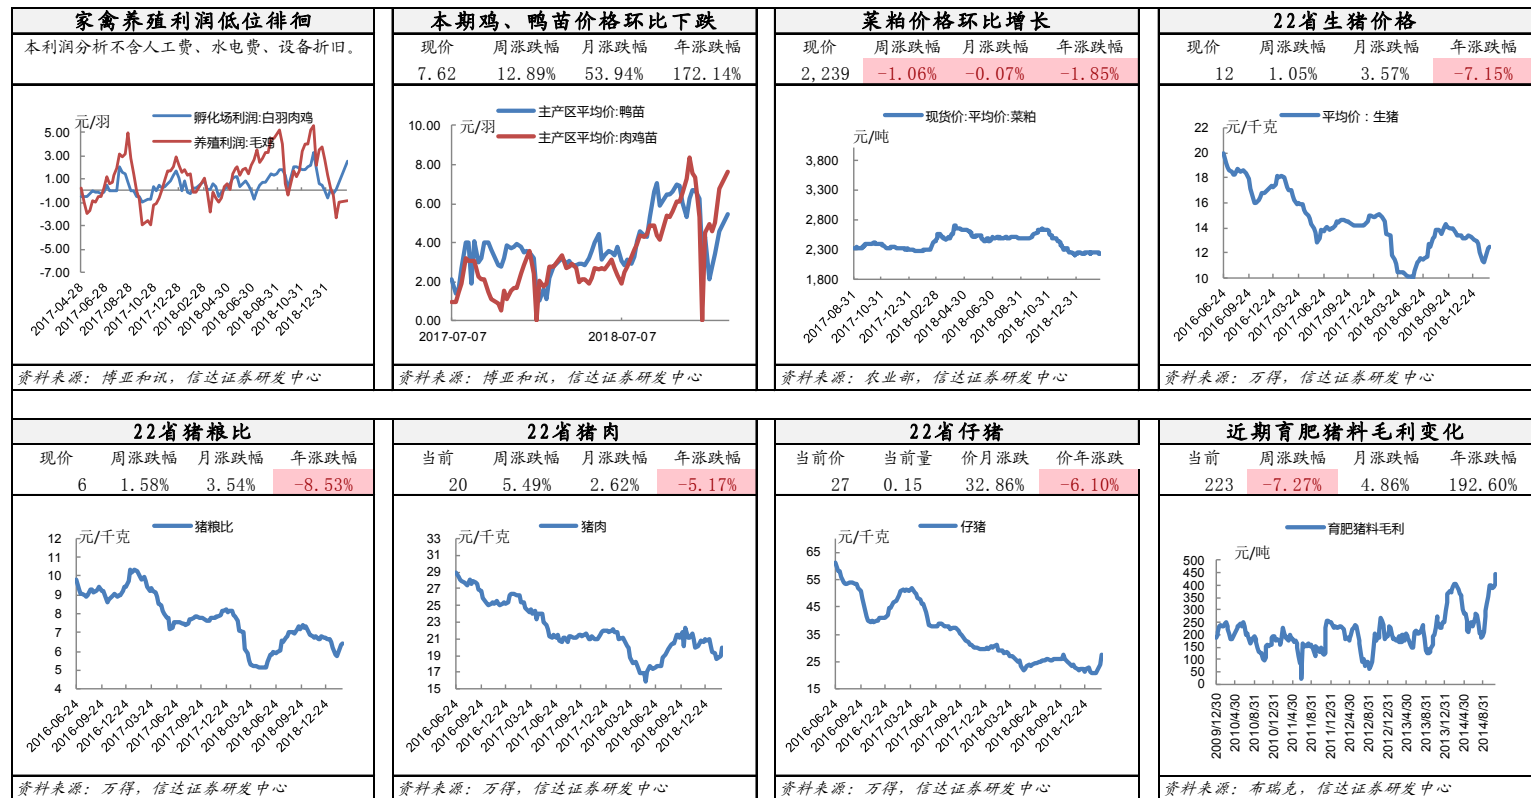 家禽养殖利润低位徘徊
本利润分析不含人工费、水电费、设备折旧。
元/羽
孵化场利润:白羽肉鸡
养殖利润:毛鸡
5.00
3.00
1.00
-1.00
-3.00
-5.00
-7.00
2017-04-28
2017-06-28
2017-08-28
2017-10-28
2017-12-28
2018-02-28
2018-04-30
2018-06-30
2018-08-31
2018-10-31
2018-12-31
资料来源：博亚和讯，信达证券研发中心
本期鸡、鸭苗价格环比下跌
现价 周涨跌幅 月涨跌幅 年涨跌幅
7.62 12.89% 53.94% 172.14%
元/羽
主产区平均价:鸭苗
主产区平均价:肉鸡苗
10.00
8.00
6.00
4.00
2.00
0.00
2017-07-07
2018-07-07
资料来源：博亚和讯，信达证券研发中心
菜粕价格环比增长
现价 周涨跌幅 月涨跌幅 年涨跌幅
2,239 -1.06% -0.07% -1.85%
现货价:平均价:菜粕
元/吨
3,800
3,300
2,800
2,300
1,800
2017-08-31
2017-10-31
2017-12-31
2018-02-28
2018-04-30
2018-06-30
2018-08-31
2018-10-31
2018-12-31
资料来源：农业部，信达证券研发中心
22省生猪价格
现价 周涨跌幅 月涨跌幅 年涨跌幅
12 1.05% 3.57% -7.15%
元/千克
平均价：生猪
22
20
18
16
14
12
10
2016-06-24
2016-09-24
2016-12-24
2017-03-24
2017-06-24
2017-09-24
2017-12-24
2018-03-24
2018-06-24
2018-09-24
2018-12-24
资料来源：万得，信达证券研发中心
22省猪粮比
现价 周涨跌幅 月涨跌幅 年涨跌幅
6 1.58% 3.54% -8.53%
元/千克
猪粮比
12
11
10
9
8
7
6
5
4
2016-06-24
2016-09-24
2016-12-24
2017-03-24
2017-06-24
2017-09-24
2017-12-24
2018-03-24
2018-06-24
2018-09-24
2018-12-24
资料来源：万得，信达证券研发中心
22省猪肉
当前 周涨跌幅 月涨跌幅 年涨跌幅
20 5.49% 2.62% -5.17%
元/千克
猪肉
33
31
29
27
25
23
21
19
17
15
2016-06-24
2016-09-24
2016-12-24
2017-03-24
2017-06-24
2017-09-24
2017-12-24
2018-03-24
2018-06-24
2018-09-24
2018-12-24
资料来源：万得，信达证券研发中心
22省仔猪
当前价 当前量 价月涨跌 价年涨跌
27 0.15 32.86% -6.10%
元/千克
仔猪
65
55
45
35
25
15
2016-06-24
2016-09-24
2016-12-24
2017-03-24
2017-06-24
2017-09-24
2017-12-24
2018-03-24
2018-06-24
2018-09-24
2018-12-24
资料来源：万得，信达证券研发中心
近期育肥猪料毛利变化
当前 周涨跌幅 月涨跌幅 年涨跌幅
223 -7.27% 4.86% 192.60%
育肥猪料毛利
元/吨
500
450
400
350
300
250
200
150
100
50
0
2009/12/30
2010/4/30
2010/8/31
2010/12/31
2011/4/30
2011/8/31
2011/12/31
2012/4/30
2012/8/31
2012/12/31
2013/4/30
2013/8/31
2013/12/31
2014/4/30
2014/8/31
资料来源：布瑞克，信达证券研发中心